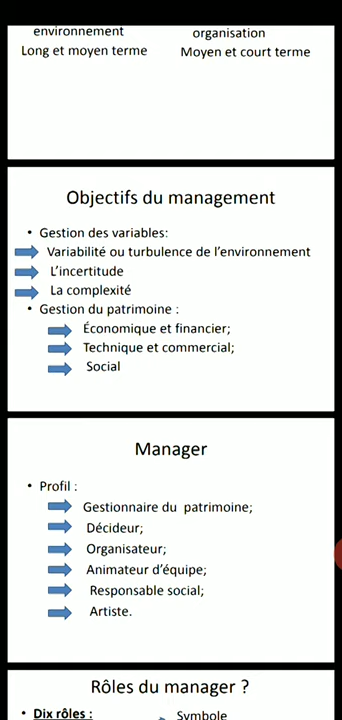 environnement
organisation
Long et moyen terme
Moyen et court terme
Objectifs du management
• Gestion des variables:
Variabilité ou turbulence de l'environnement
L'incertitude
La complexité
• Gestion du patrimoine :
Économique et financier;
Technique et commercial;
Social
Manager
• Profil :
Gestionnaire du patrimoine;
Décideur;
Organisateur;
Animateur d'équipe;
Responsable social;
Artiste.
Rôles du manager ?
• Dix rôles :
Symbole